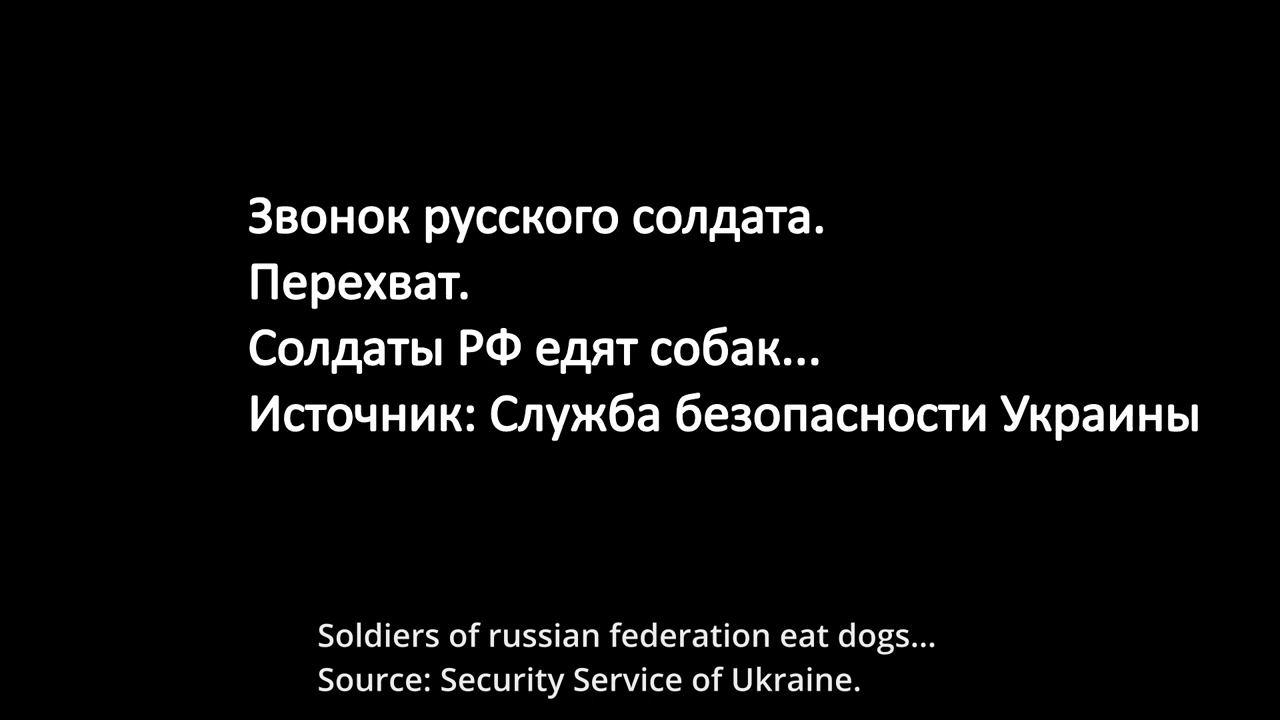 Звонок русского солдата.
Перехват.
Солдаты РФ едят собак...
Источник: Служба безопасности Украины
Soldiers of russian federation eat dogs...
Source: Security Service of Ukraine.